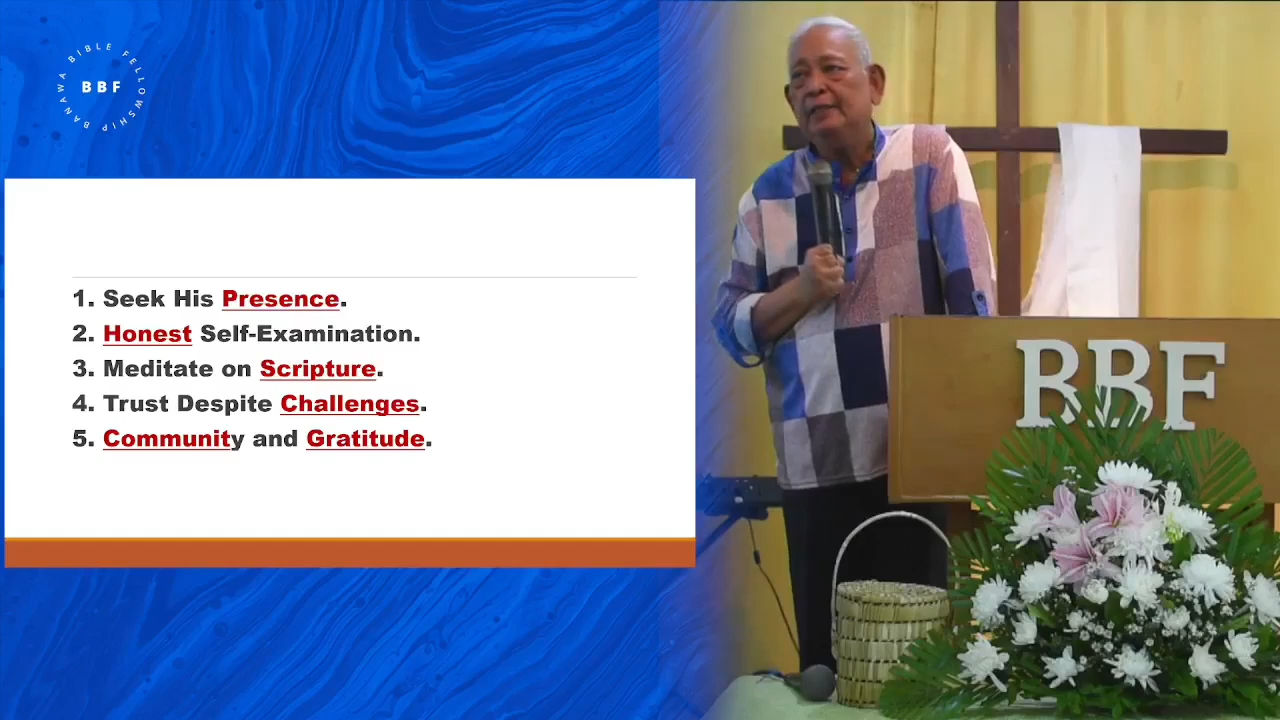 BANAWA BIBLE FELLOWSHIP
BBF
1. Seek His Presence.
2. Honest Self-Examination.
3. Meditate on Scripture.
4. Trust Despite Challenges.
5. Community and Gratitude.
BBF